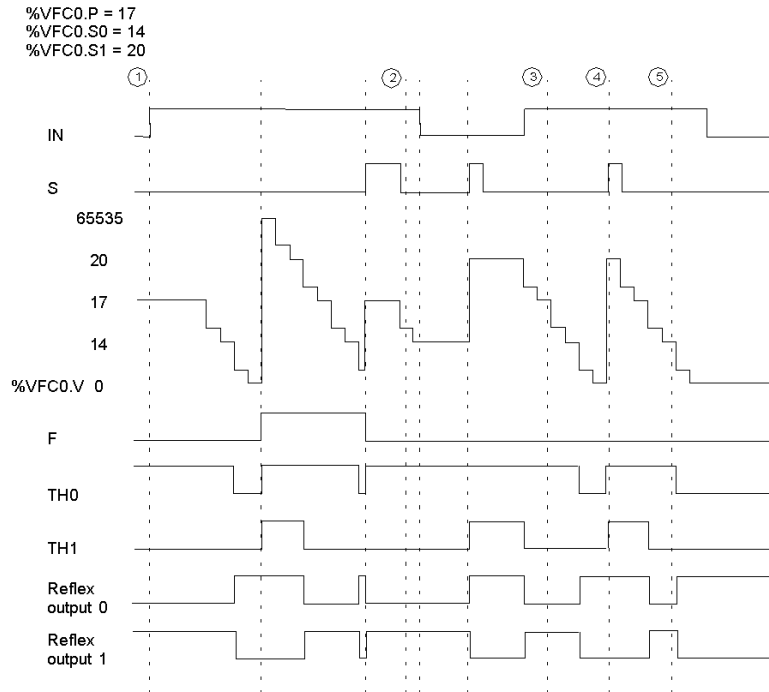 %VFC0.P = 17
%VFC0.S0 = 14
%VFC0.S1 = 20
1 2 3 4 5
IN
S
65535
20
17
14
%VFC0.V 0
F
TH0
TH1
Reflex
output 0
Reflex
output 1